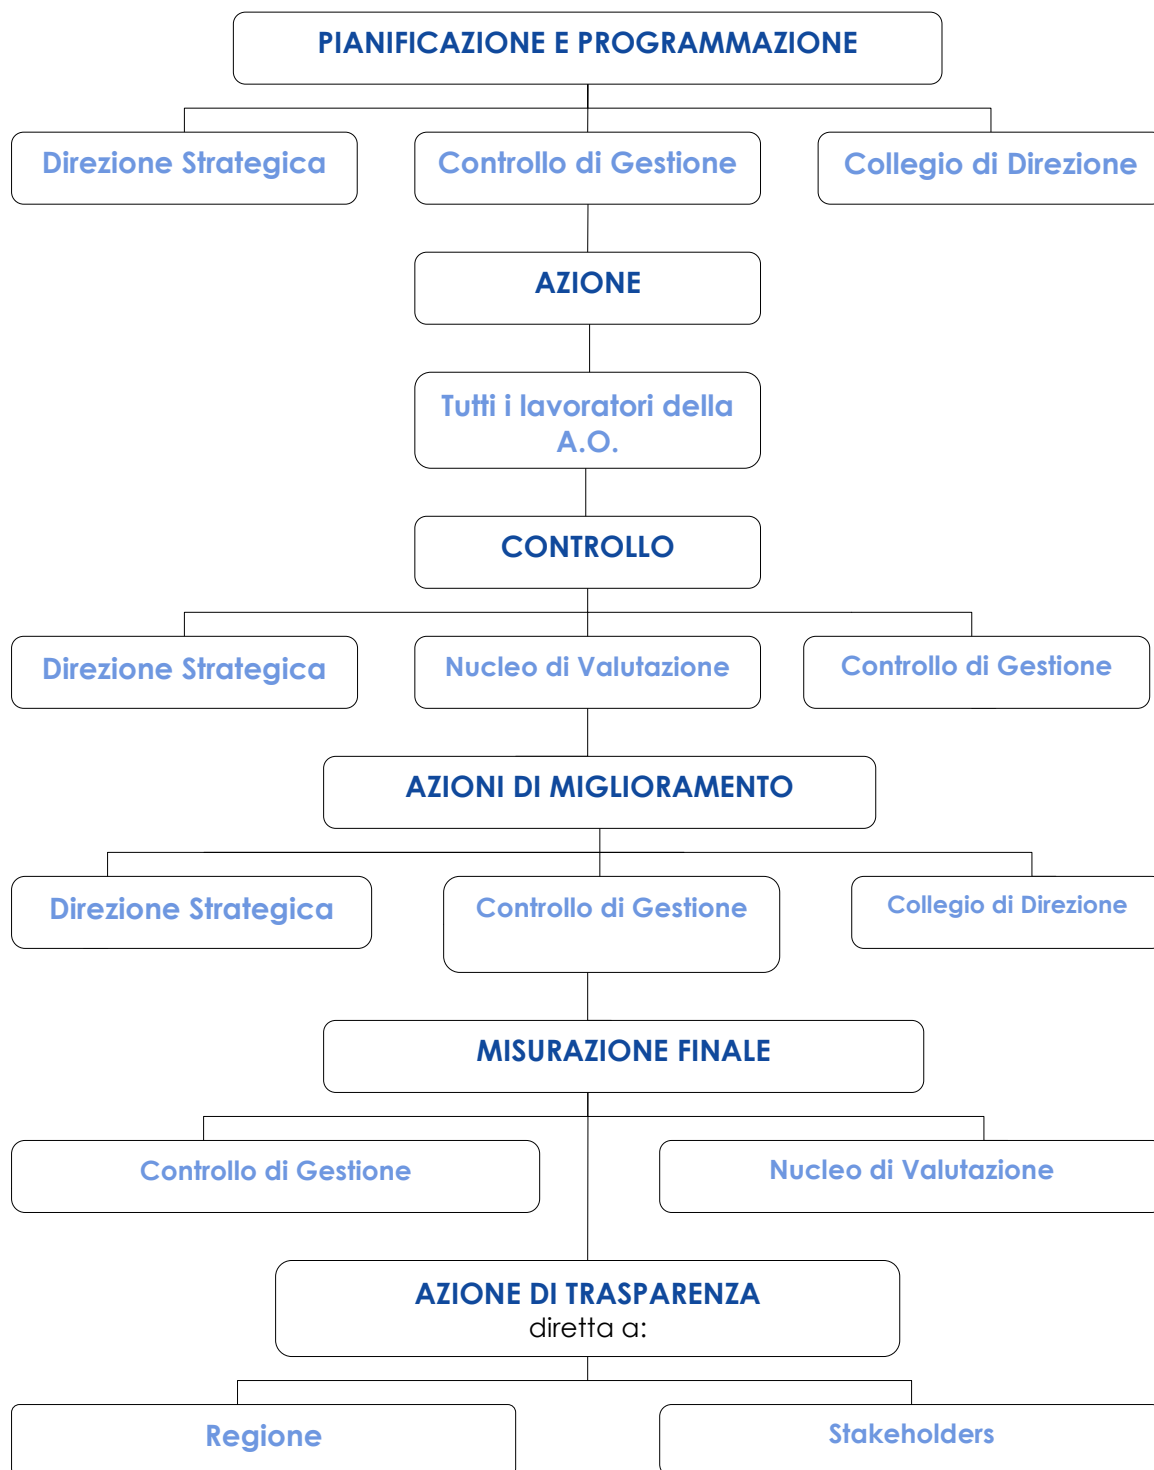 PIANIFICAZIONE E PROGRAMMAZIONE
Direzione Strategica
Controllo di Gestione
Collegio di Direzione
AZIONE
Tutti i lavoratori della
A.O.
CONTROLLO
Direzione Strategica
Nucleo di Valutazione
Controllo di Gestione
AZIONI DI MIGLIORAMENTO
Direzione Strategica
Controllo di Gestione
Collegio di Direzione
MISURAZIONE FINALE
Controllo di Gestione
Nucleo di Valutazione
AZIONE DI TRASPARENZA
diretta a:
Regione
Stakeholders